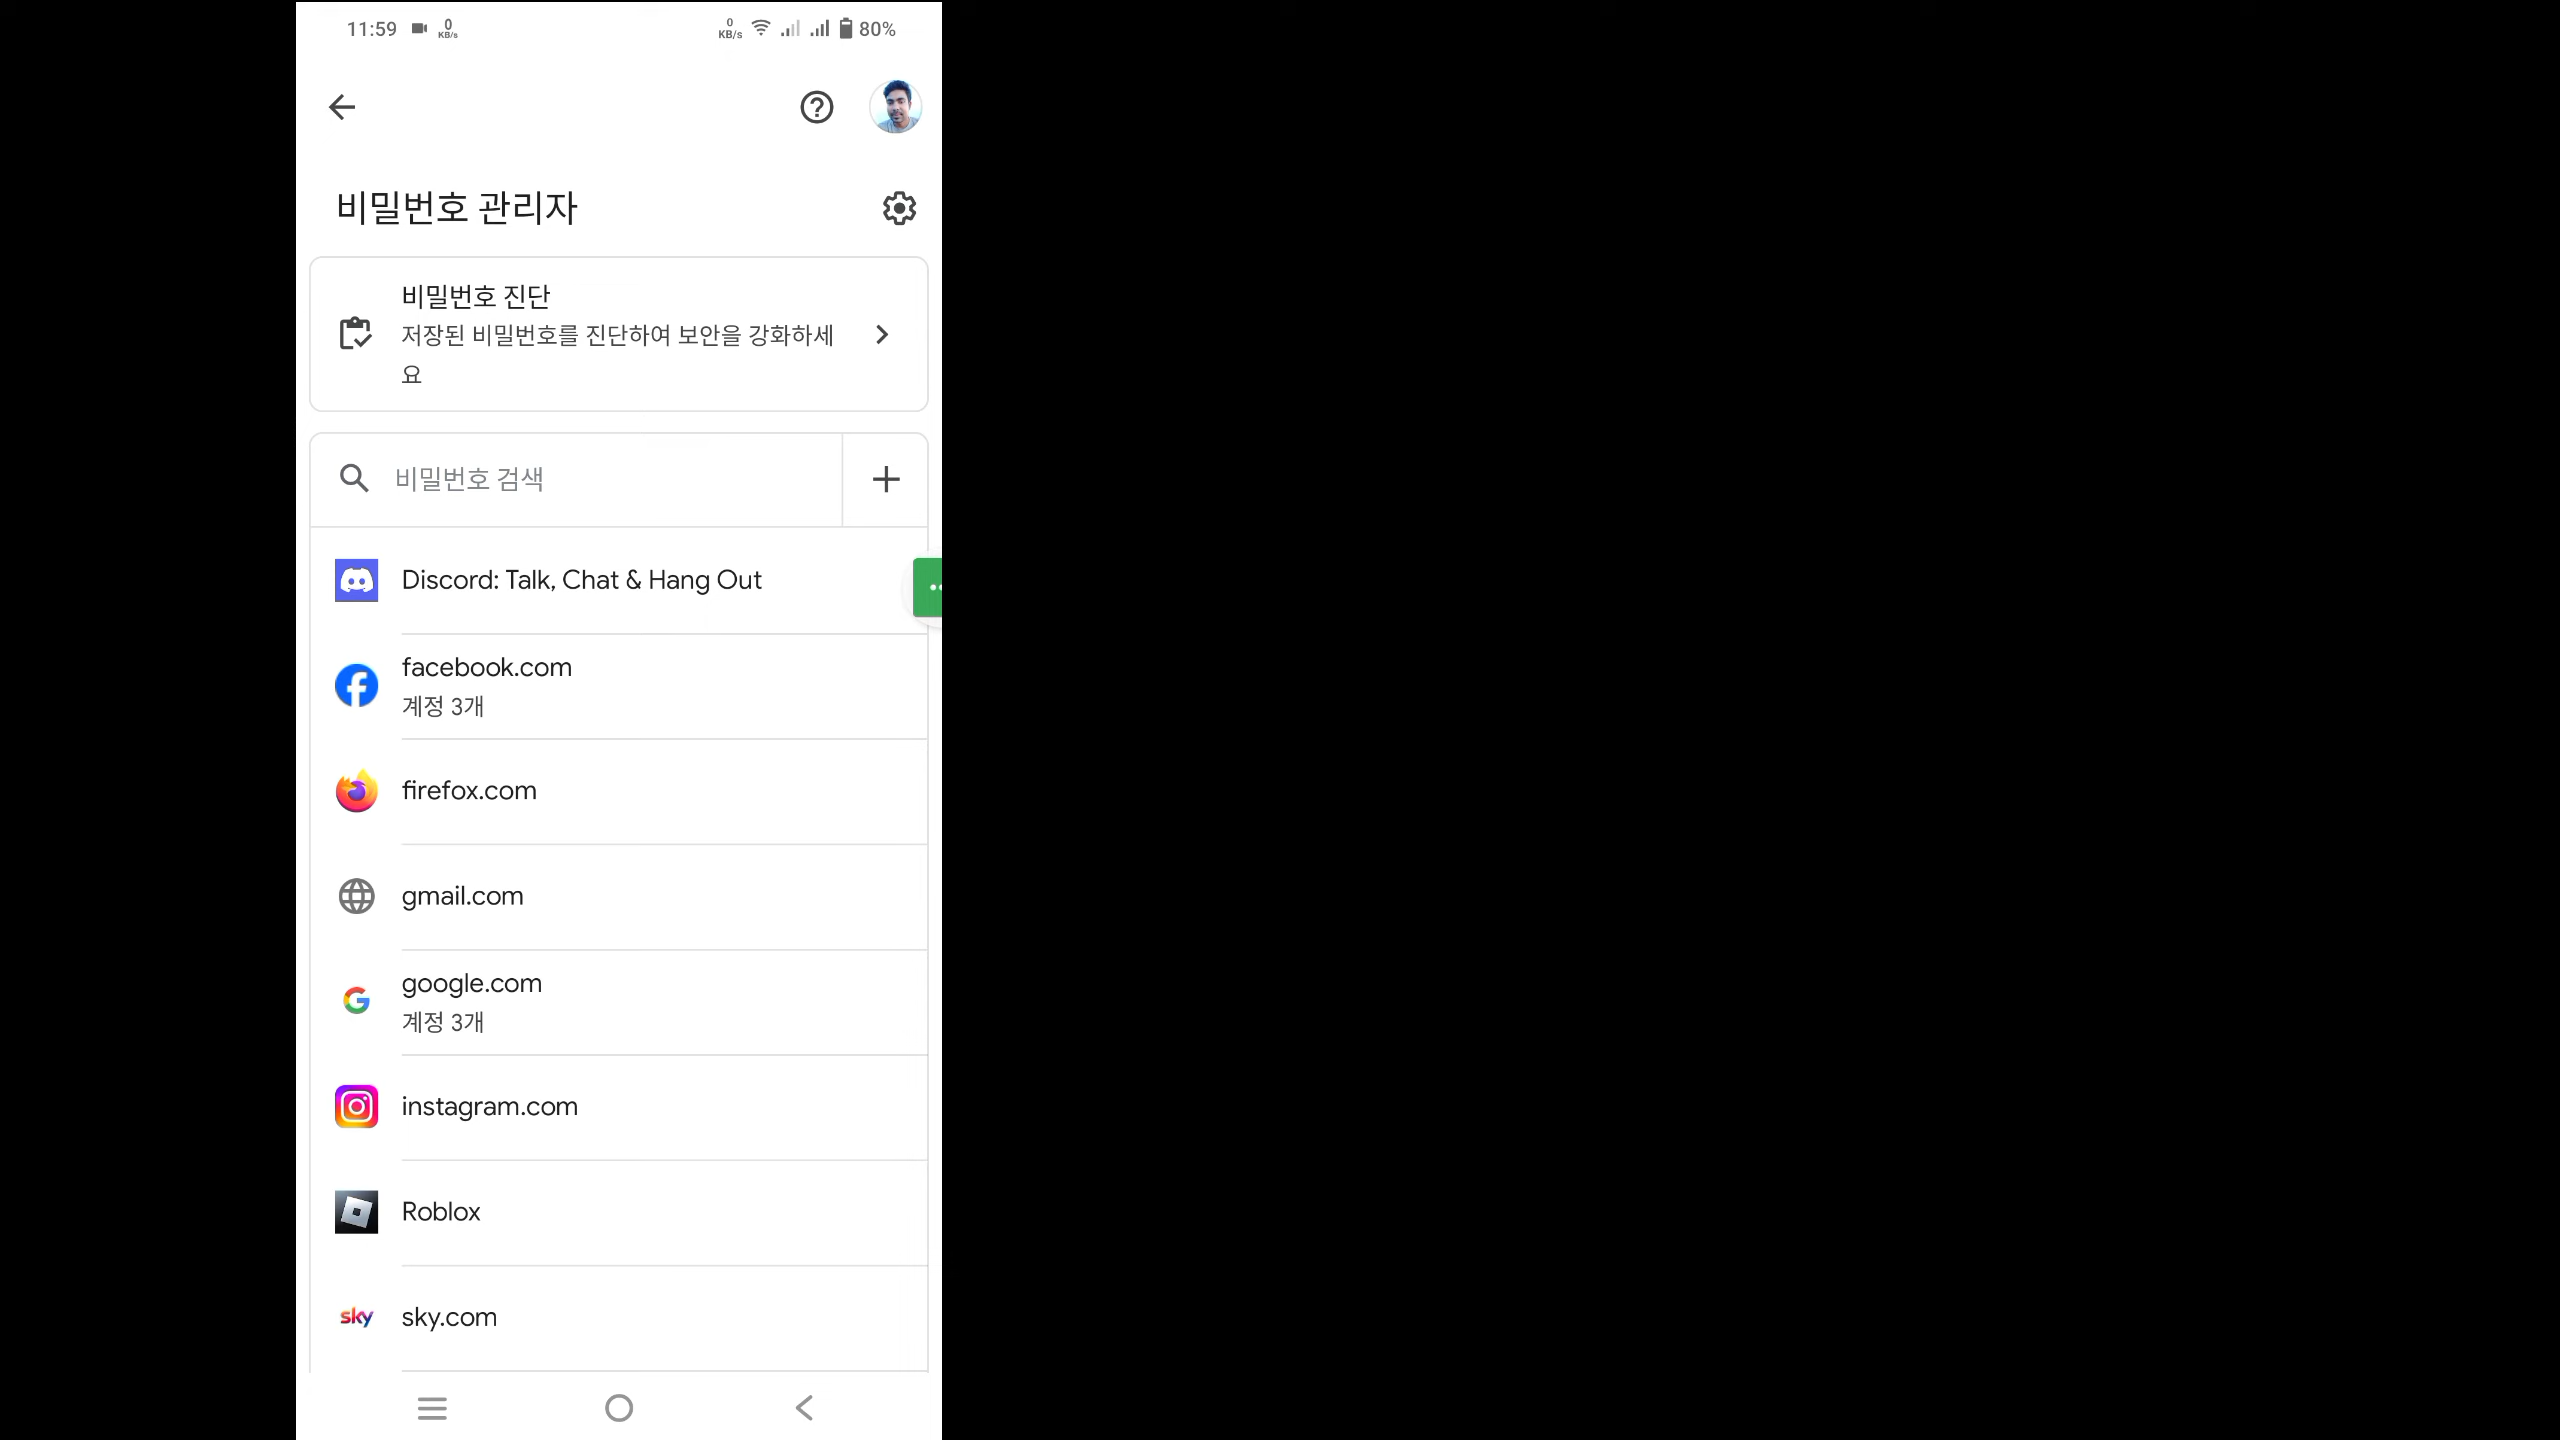 11:59
0
KB/s
0
KB/s
80%
비밀번호 관리자
비밀번호 진단
저장된 비밀번호를 진단하여 보안을 강화하세
요
비밀번호 검색
Discord: Talk, Chat & Hang Out
facebook.com
계정 3개
firefox.com
gmail.com
google.com
계정 3개
instagram.com
Roblox
sky
sky.com